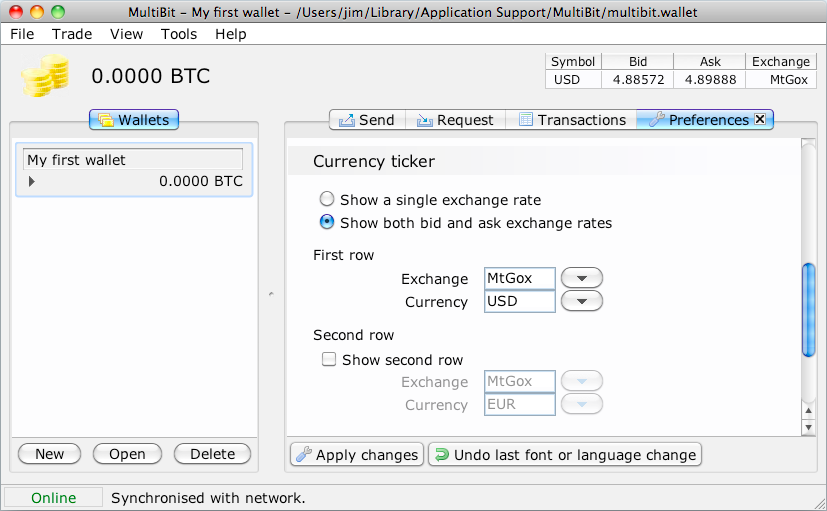 MultiBit - My first wallet - /Users/jim/Library/Application Support/MultiBit/multibit.wallet
File Trade View Tools Help
0.0000 BTC
Symbol Bid Ask Exchange
USD 4.88572 4.89888 MtGox
Wallets
Send Request Transactions Preferences
My first wallet
0.0000 BTC
Currency ticker
Show a single exchange rate
Show both bid and ask exchange rates
First row
Exchange MtGox
Currency USD
Second row
Show second row
Exchange MtGox
Currency EUR
New Open Delete
Apply changes Undo last font or language change
Online Synchronised with network.